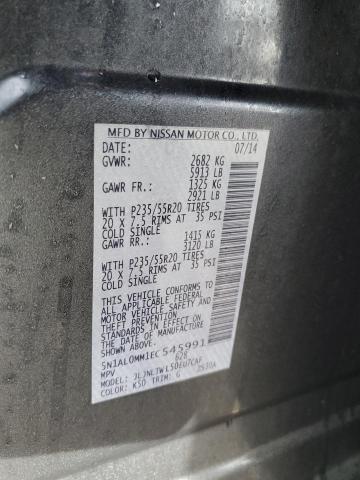 MFD BY NISSAN MOTOR CO., LTD.
DATE: 07/14
GVWR: 2682 KG
5913 LB
GAWR FR.: 1325 KG
2921 LB
WITH P235/55R20 TIRES
20 X 7.5 RIMS AT 35 PSI
COLD SINGLE
GAWR RR.: 1415 KG
3120 LB
WITH P235/55R20 TIRES
20 X 7.5 RIMS AT 35 PSI
COLD SINGLE
THIS VEHICLE CONFORMS TO
ALL APPLICABLE FEDERAL
MOTOR VEHICLE SAFETY AND
THEFT PREVENTION STANDARDS
IN EFFECT ON THE DATE
OF MANUFACTURE
5N1AL0MM1EC545991
MPV 628
MODEL:
COLOR: K50 TRIM: G